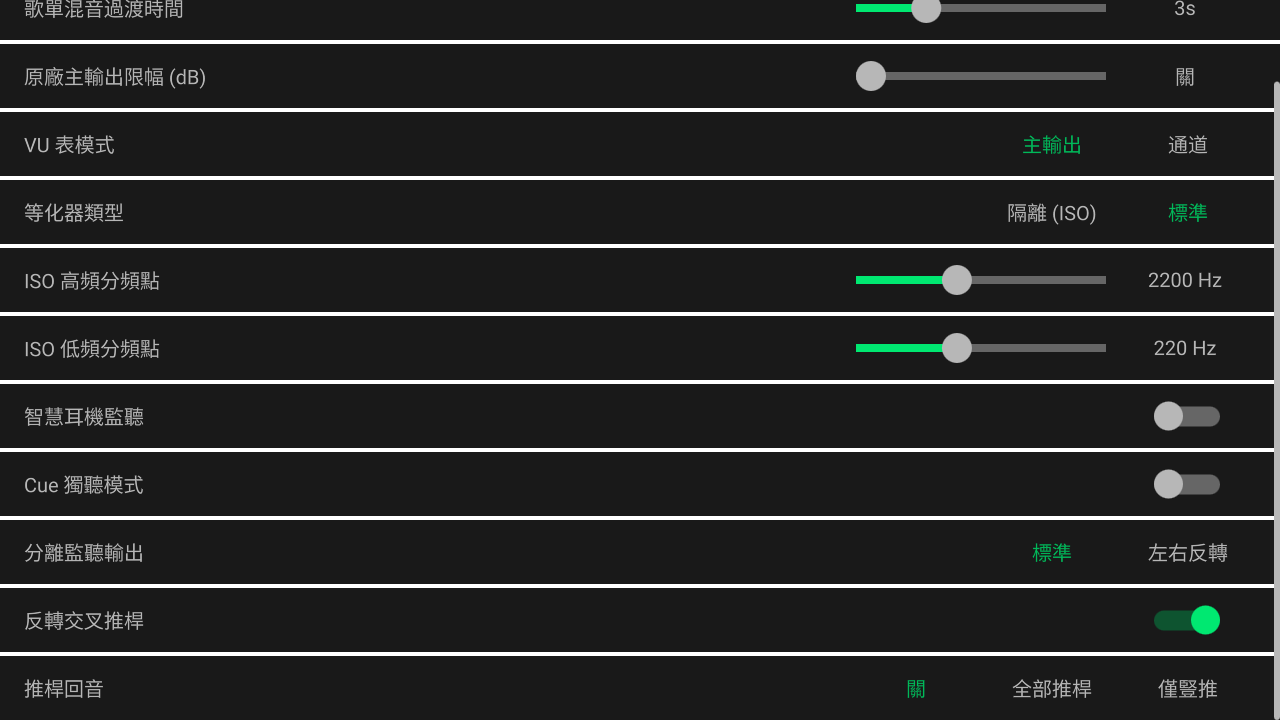 歌單混音過渡時間 3s
原廠主輸出限幅 (dB) 關
VU 表模式 主輸出 通道
等化器類型 隔離 (ISO) 標準
ISO 高頻分頻點 2200 Hz
ISO 低頻分頻點 220 Hz
智慧耳機監聽
Cue 獨聽模式
分離監聽輸出 標準 左右反轉
反轉交叉推桿
推桿回音 關 全部推桿 僅豎推